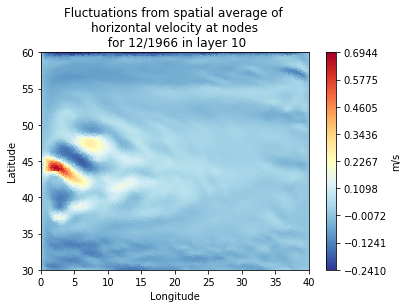 Fluctuations from spatial average of
horizontal velocity at nodes
for 12/1966 in layer 10
60
55
50
45
40
35
30
Latitude
0 5 10 15 20 25 30 35 40
Longitude
0.6944
0.5775
0.4605
0.3436
0.2267
0.1098
−0.0072
−0.1241
−0.2410
m/s